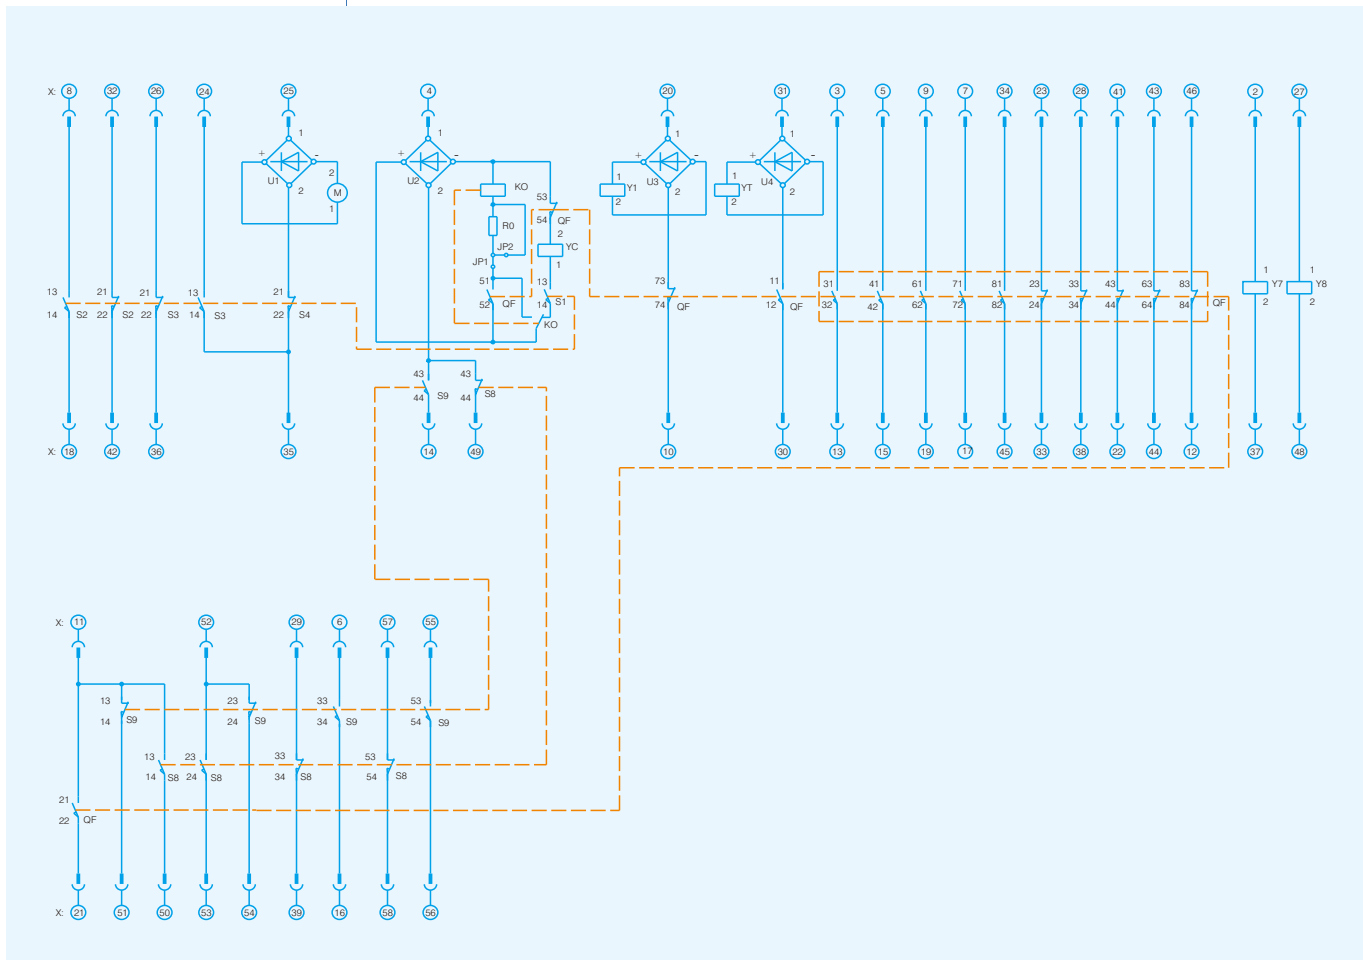 X: 8 32 26 24 25 4 20 31 3 5 9 7 34 23 28 41 43 46 2 27
1 1 1 1
+ - + - + + -
U1 U2 U3 U4
2 2 2 2
2 M 1
KO
53
54 QF
R0
2
YC
1
JP2
JP1
1 Y1 2
1 YT 2
13 21 21 13 21
14 S2 22 S2 22 S3 14 S3 22 S4
51 13
52 QF 14 S1
KO
73 11 31 41 61 71 81 23 33 43 63 83
74 QF 12 QF 32 42 62 72 82 24 34 44 64 84 QF
1 1
Y7 Y8
2 2
43 43
44 S9 44 S8
X: 18 42 36 35 14 49 10 30 13 15 19 17 45 33 38 22 44 12 37 48
X: 11 52 29 6 57 55
13 23 33 53
14 S9 24 S9 34 S9 54 S9
13 23 33 53
14 S8 24 S8 34 S8 54 S8
21
22 QF
X: 21 51 50 53 54 39 16 58 56